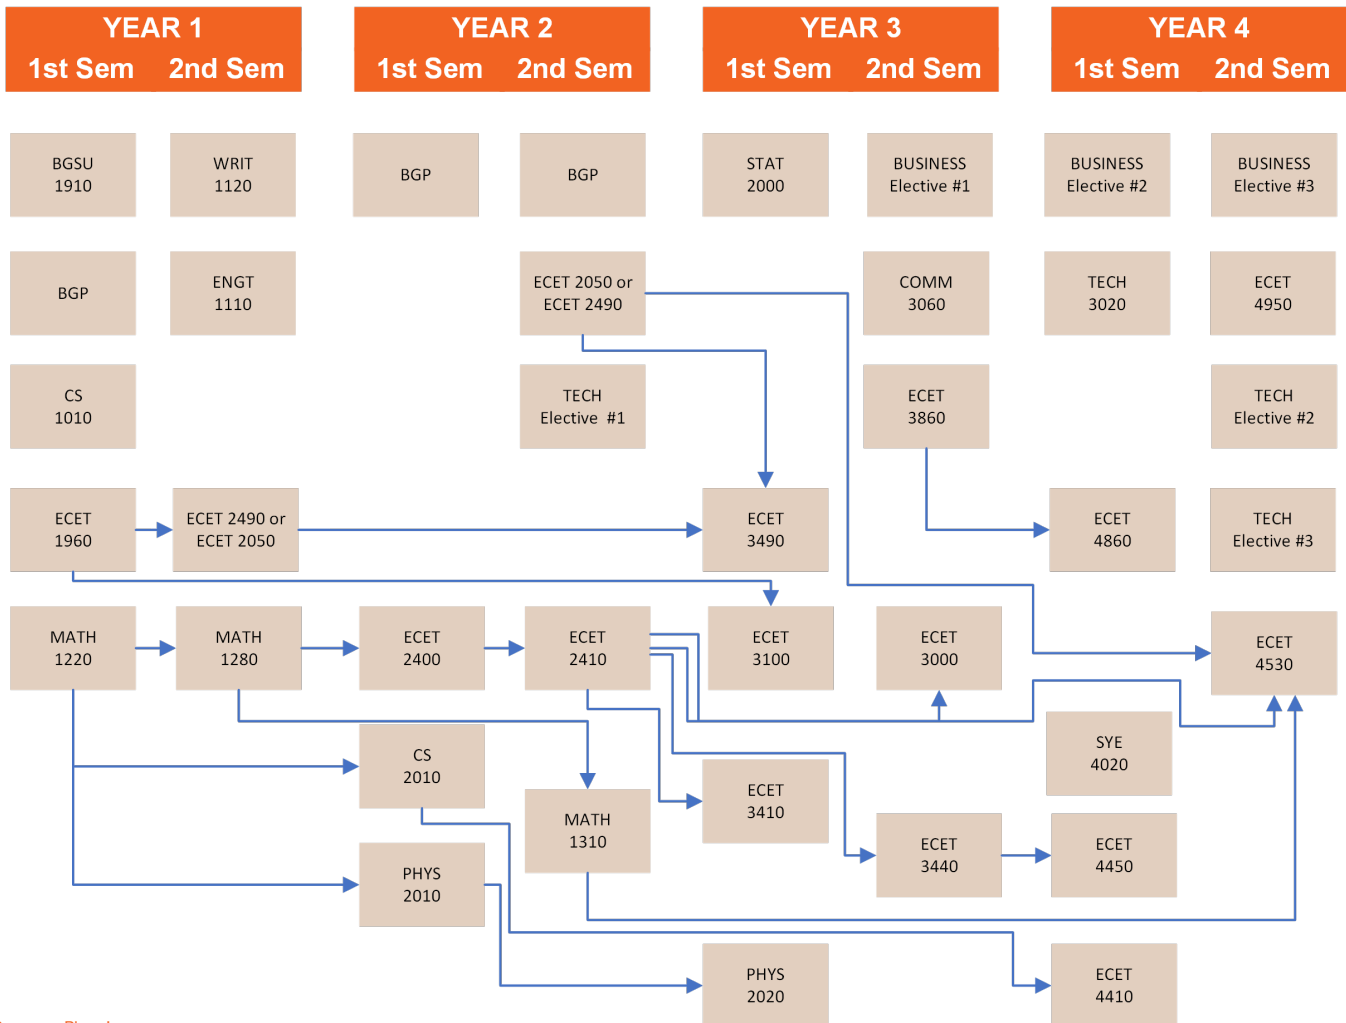 YEAR 1
YEAR 2
YEAR 3
YEAR 4
1st Sem
2nd Sem
1st Sem
2nd Sem
1st Sem
2nd Sem
1st Sem
2nd Sem
BGSU
1910
WRIT
1120
BGP
BGP
STAT
2000
BUSINESS
Elective #1
BUSINESS
Elective #2
BUSINESS
Elective #3
BGP
ENGT
1110
ECET 2050 or
ECET 2490
COMM
3060
TECH
3020
ECET
4950
CS
1010
TECH
Elective #1
ECET
3860
TECH
Elective #2
ECET
1960
ECET 2490 or
ECET 2050
ECET
3490
ECET
4860
TECH
Elective #3
MATH
1220
MATH
1280
ECET
2400
ECET
2410
ECET
3100
ECET
3000
ECET
4530
CS
2010
SYE
4020
MATH
1310
ECET
3410
ECET
3440
ECET
4450
PHYS
2010
PHYS
2020
ECET
4410